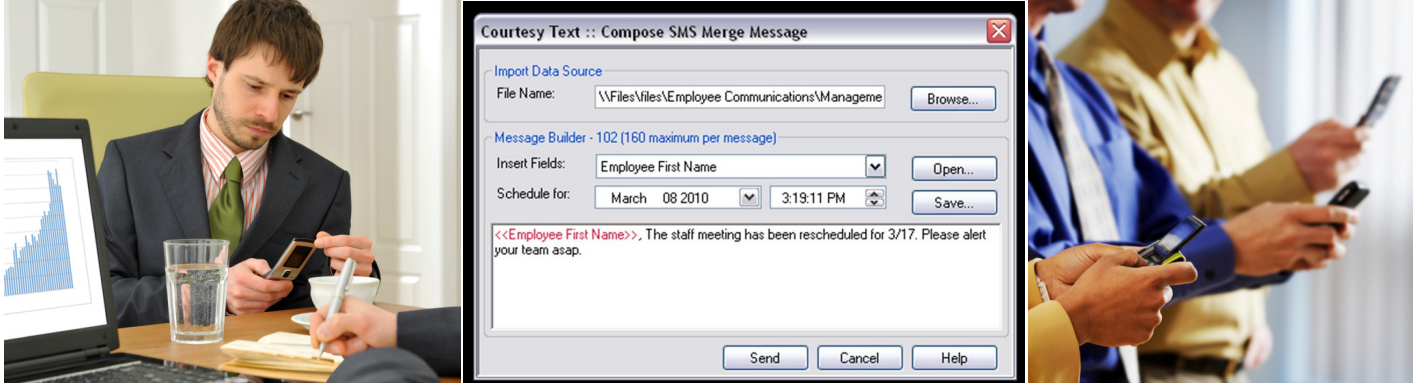 Courtesy Text :: Compose SMS Merge Message
Import Data Source
File Name: \\Files\files\Employee Communications\Manageme Browse...
Message Builder - 102 (160 maximum per message)
Insert Fields: Employee First Name Open...
Schedule for: March 08 2010 3:19:11 PM Save...
<<Employee First Name>>, The staff meeting has been rescheduled for 3/17. Please alert
your team asap.
Send Cancel Help